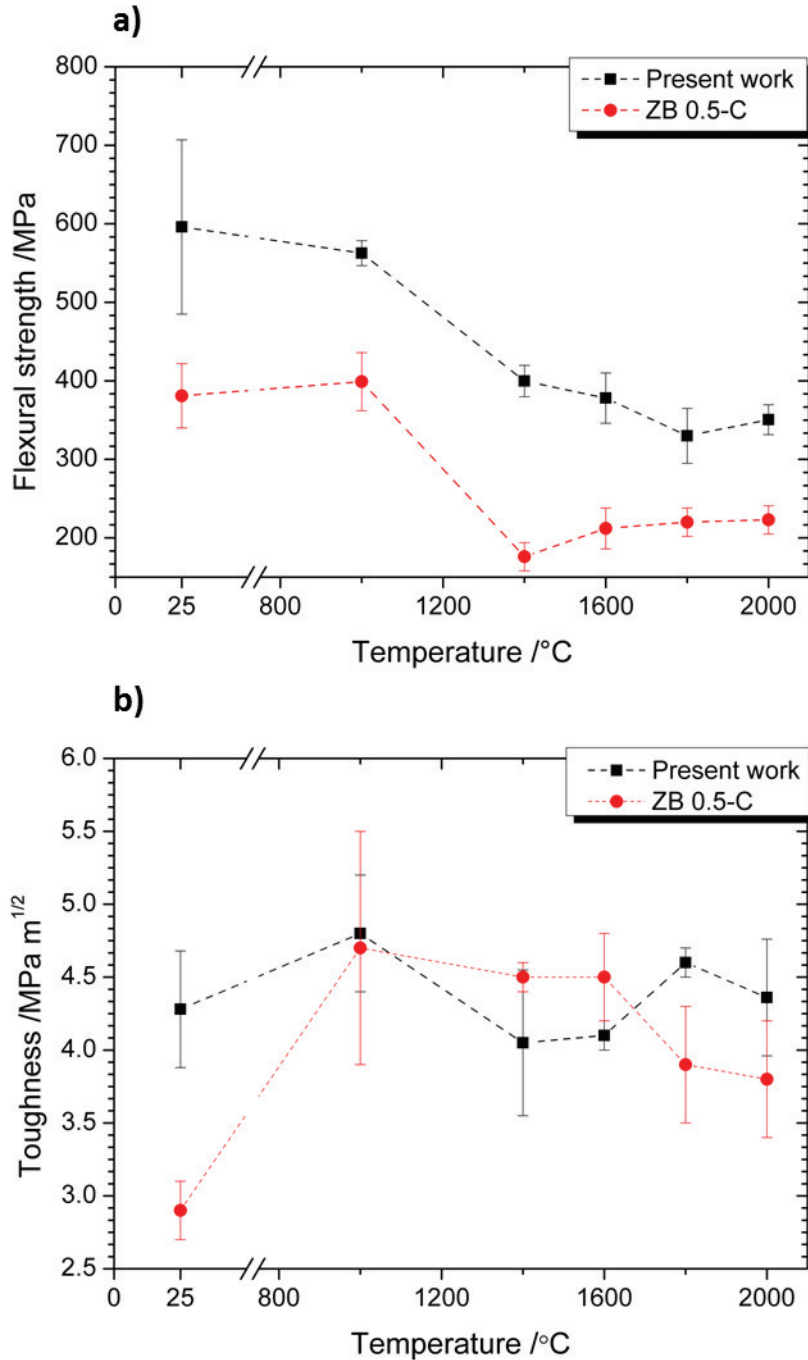 a)
800
700
600
500
400
300
200
Flexural strength /MPa
Present work
ZB 0.5-C
0 25 800 1200 1600 2000
Temperature /°C
b)
6.0
5.5
5.0
4.5
4.0
3.5
3.0
2.5
Toughness /MPa m^1/2
Present work
ZB 0.5-C
0 25 800 1200 1600 2000
Temperature /°C